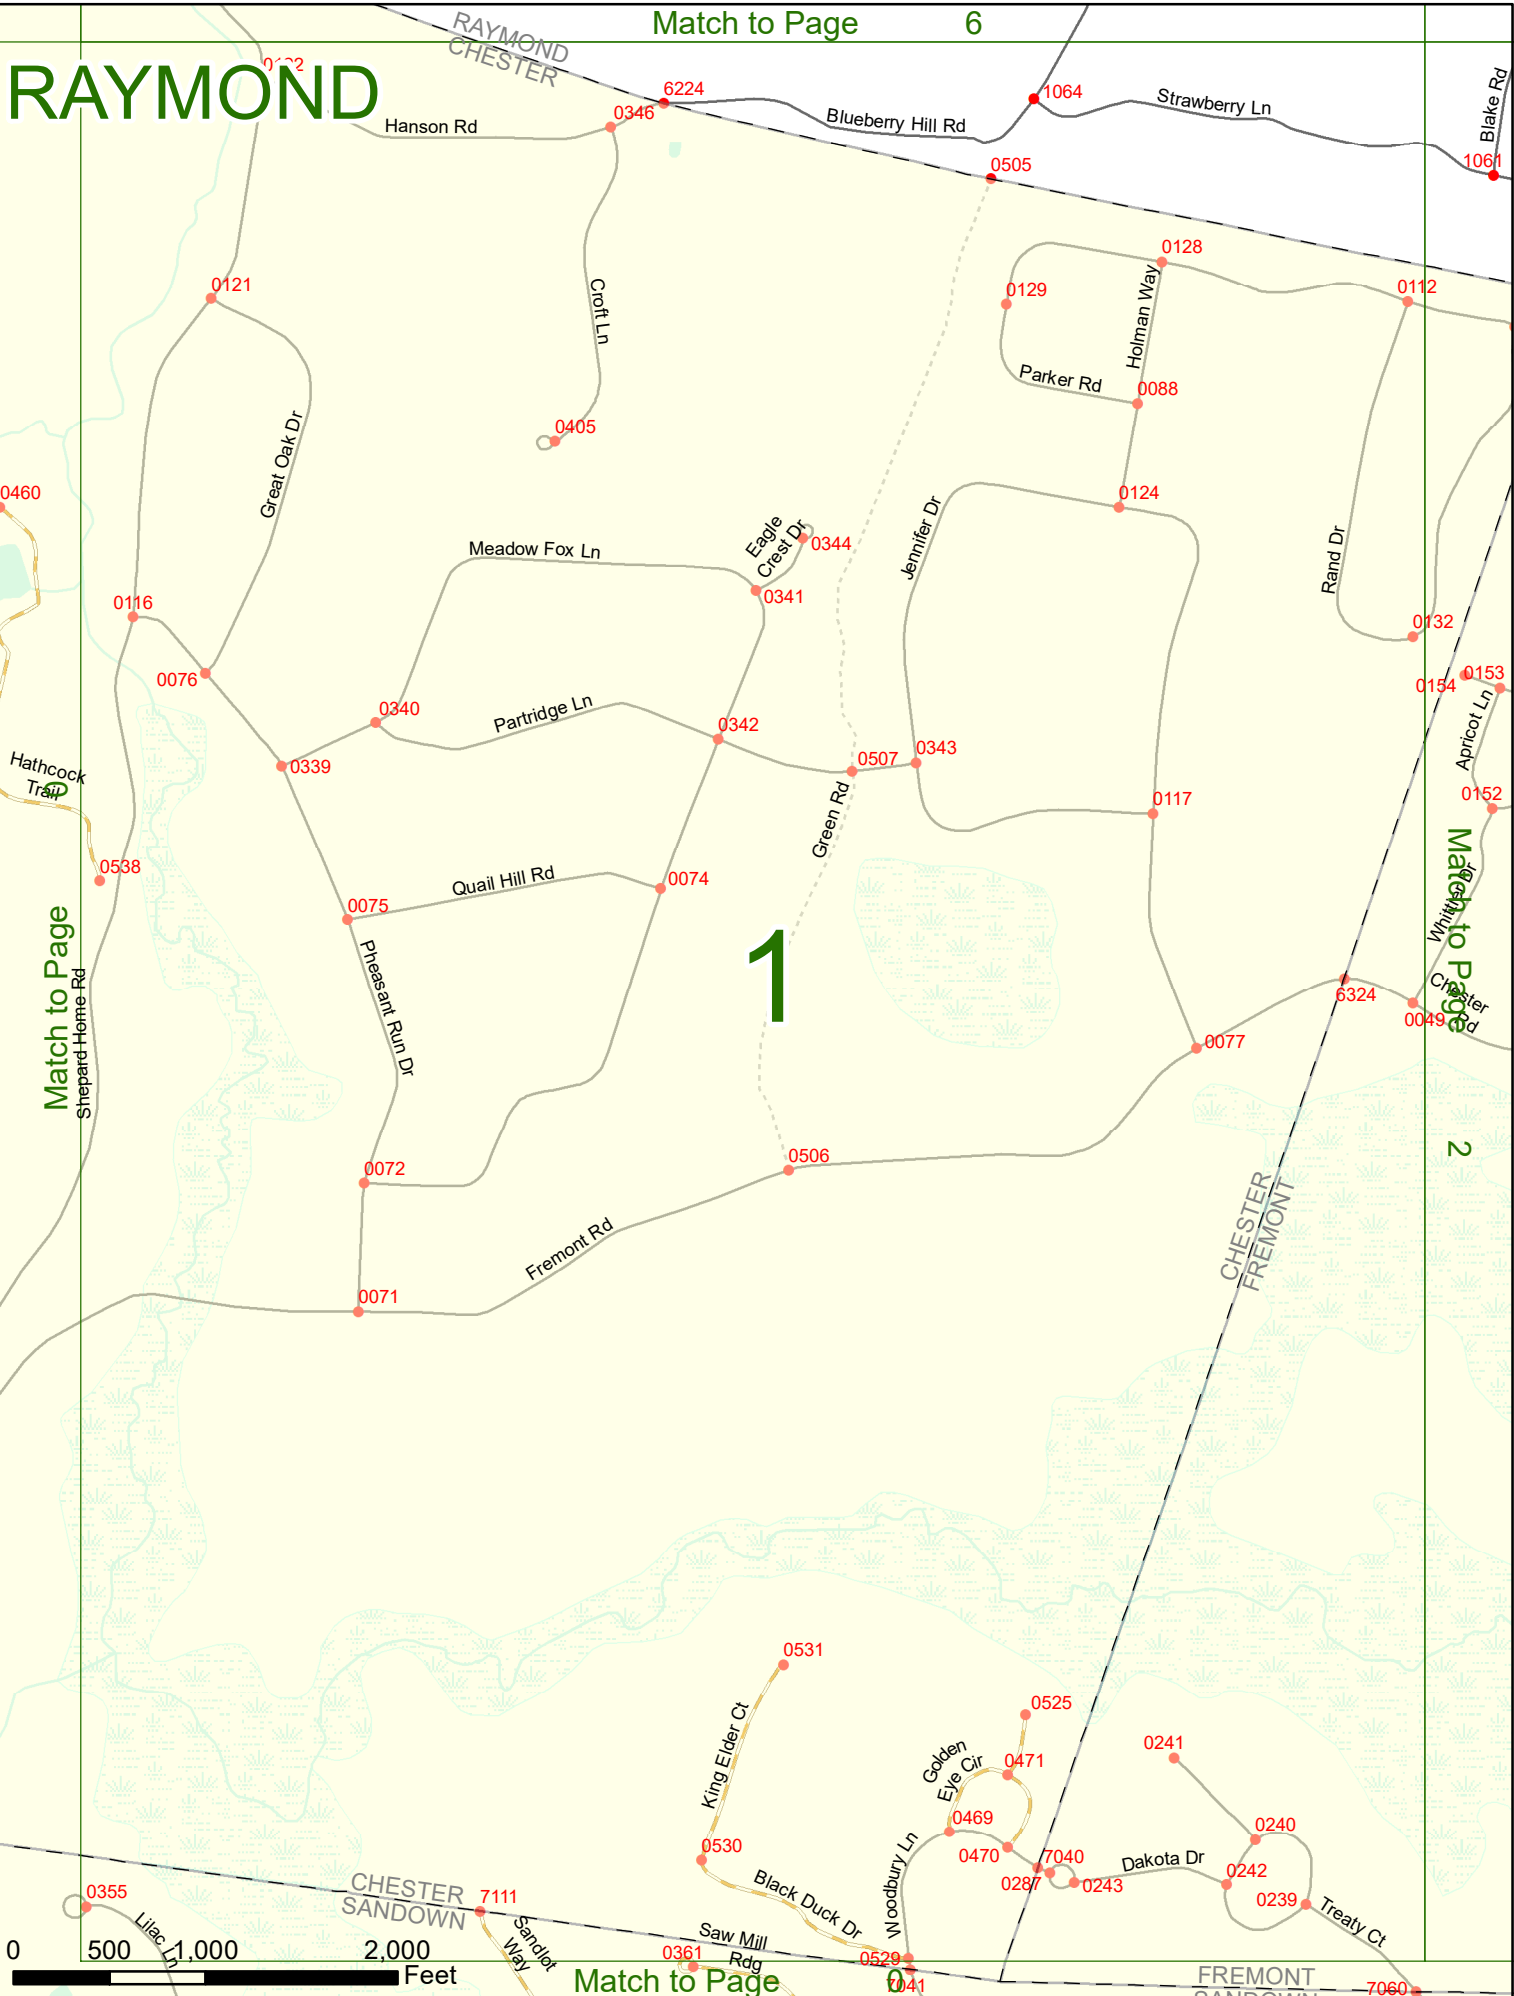 Match to Page 6
RAYMOND
CHESTER
RAYMOND
6224
1064
Strawberry Ln
Blake Rd
0346
Hanson Rd
Blueberry Hill Rd
1061
0505
0128
0121
0129
0112
Croft Ln
Holman Way
Parker Rd
0088
0405
Great Oak Dr
0460
0124
Jennifer Dr
Eagle
Crest Dr
0344
Meadow Fox Ln
Rand Dr
0341
0116
0132
0076
0153
0154
0340
Partridge Ln
0342
Apricot Ln
0343
0507
0339
Hathcock
Trail
0
0152
0117
Green Rd
0538
Quail Hill Rd
0074
0075
Whittier Dr
Match to Page
Match to Page
Shepard Home Rd
Pheasant Run Dr
1
6324
Chester
Rd
0049
0077
2
0506
0072
CHESTER
FREMONT
Fremont Rd
0071
0531
0525
King Elder Ct
Golden
Eye Cir
0471
0241
0469
0240
0530
0470
7040
Dakota Dr
0287
0243
0242
Woodbury Ln
Black Duck Dr
0239
0355
CHESTER
SANDOWN
7111
Treaty Ct
Lilac Ln
Sandlot
Way
Saw Mill
Rdg
0361
0529
0 500 1,000 2,000
Feet
Match to Page 0
7041
FREMONT
SANDOWN
7060